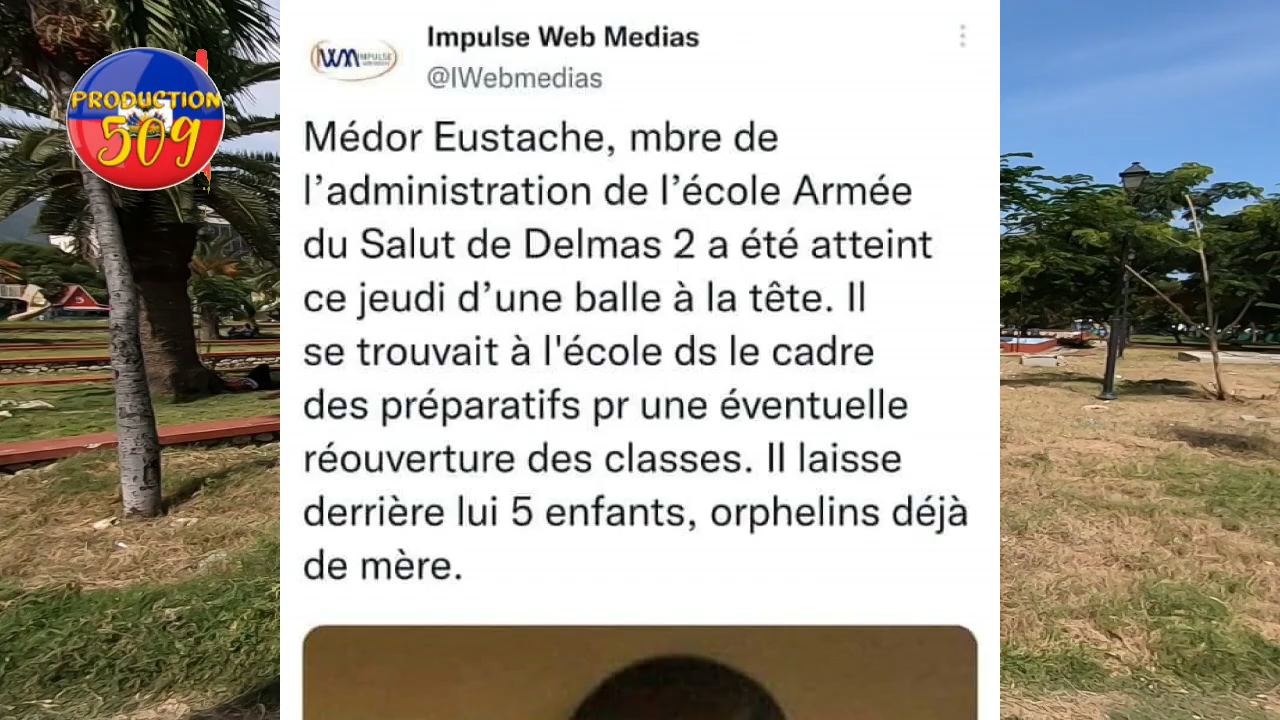 PRODUCTION
509
IWM IMPULSE
Impulse Web Medias
@IWebmedias
Médor Eustache, mbre de
l’administration de l’école Armée
du Salut de Delmas 2 a été atteint
ce jeudi d’une balle à la tête. Il
se trouvait à l'école ds le cadre
des préparatifs pr une éventuelle
réouverture des classes. Il laisse
derrière lui 5 enfants, orphelins déjà
de mère.